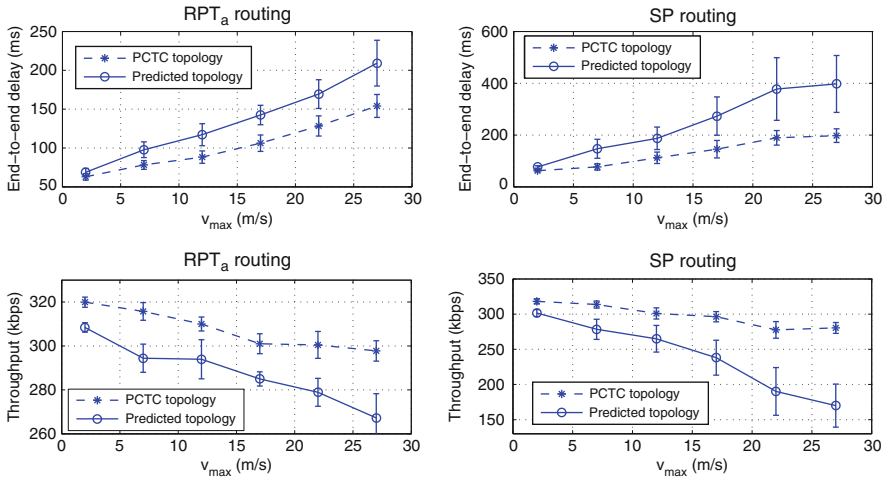 RPTa routing
End–to–end delay (ms)
250
200
150
100
50
PCTC topology
Predicted topology
0 5 10 15 20 25 30
vmax (m/s)
SP routing
End–to–end delay (ms)
600
400
200
0
PCTC topology
Predicted topology
0 5 10 15 20 25 30
vmax (m/s)
RPTa routing
Throughput (kbps)
320
300
280
260
PCTC topology
Predicted topology
0 5 10 15 20 25 30
vmax (m/s)
SP routing
Throughput (kbps)
350
300
250
200
150
PCTC topology
Predicted topology
0 5 10 15 20 25 30
vmax (m/s)